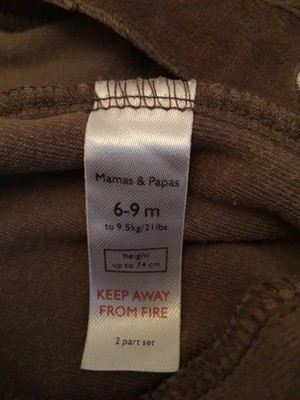 Mamas & Papas
6-9 m
to 9.5kg/21lbs
height
up to 74 cm
KEEP AWAY
FROM FIRE
2 part set